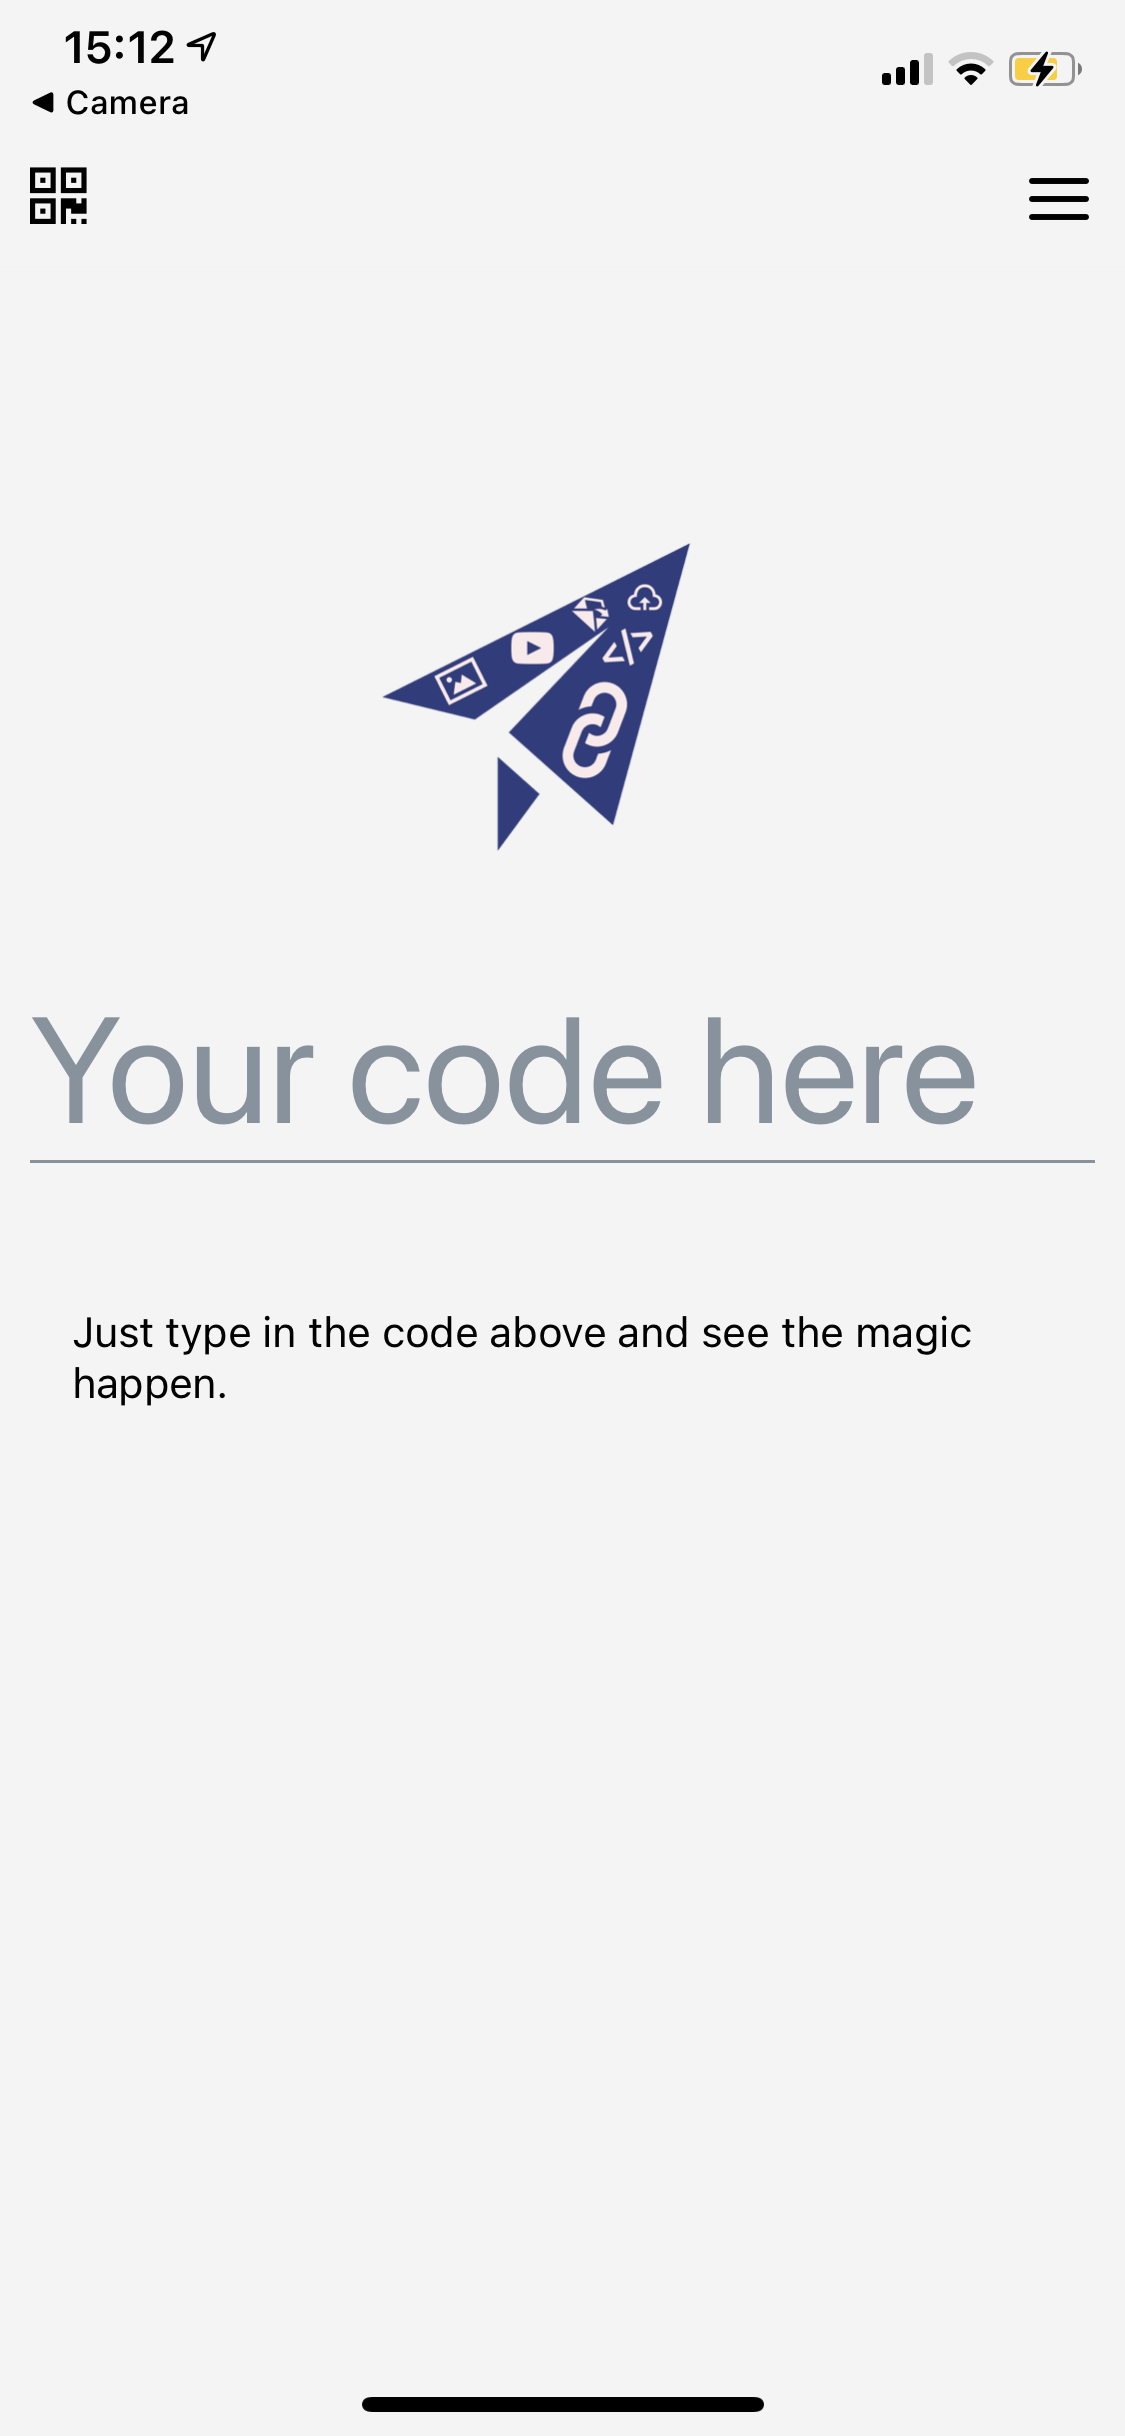 15:12
Camera
Your code here
Just type in the code above and see the magic
happen.